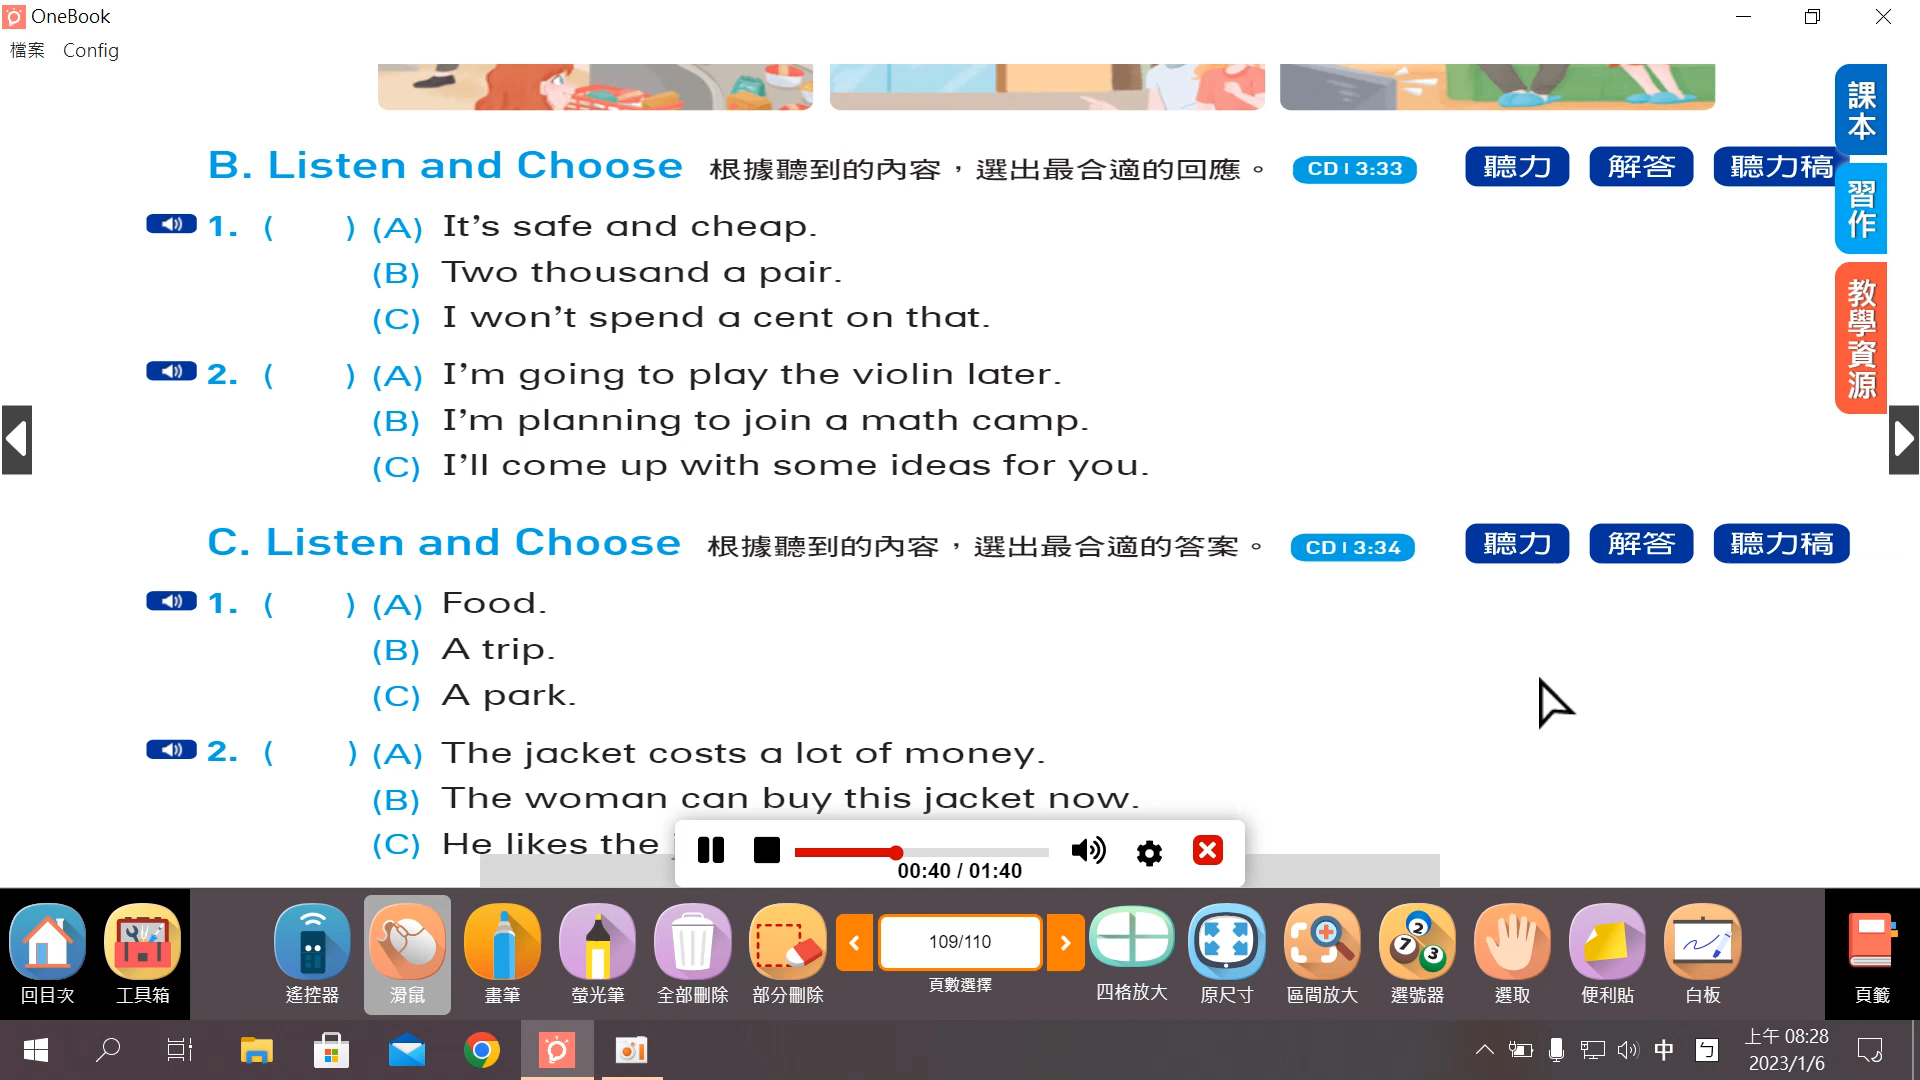 OneBook
檔案 Config
課本
B. Listen and Choose 根據聽到的內容，選出最合適的回應。 CD I 3:33 聽力 解答 聽力稿
習作
1. ( ) (A) It’s safe and cheap.
(B) Two thousand a pair.
(C) I won’t spend a cent on that.
教學資源
2. ( ) (A) I’m going to play the violin later.
(B) I’m planning to join a math camp.
(C) I’ll come up with some ideas for you.
C. Listen and Choose 根據聽到的內容，選出最合適的答案。 CD I 3:34 聽力 解答 聽力稿
1. ( ) (A) Food.
(B) A trip.
(C) A park.
2. ( ) (A) The jacket costs a lot of money.
(B) The woman can buy this jacket now.
(C) He likes the
00:40 / 01:40
109/110
回目次 工具箱 遙控器 滑鼠 畫筆 螢光筆 全部刪除 部分刪除 頁數選擇 四格放大 原尺寸 區間放大 選號器 選取 便利貼 白板 頁籤
2 7 3
中 ㄅ 上午 08:28
2023/1/6